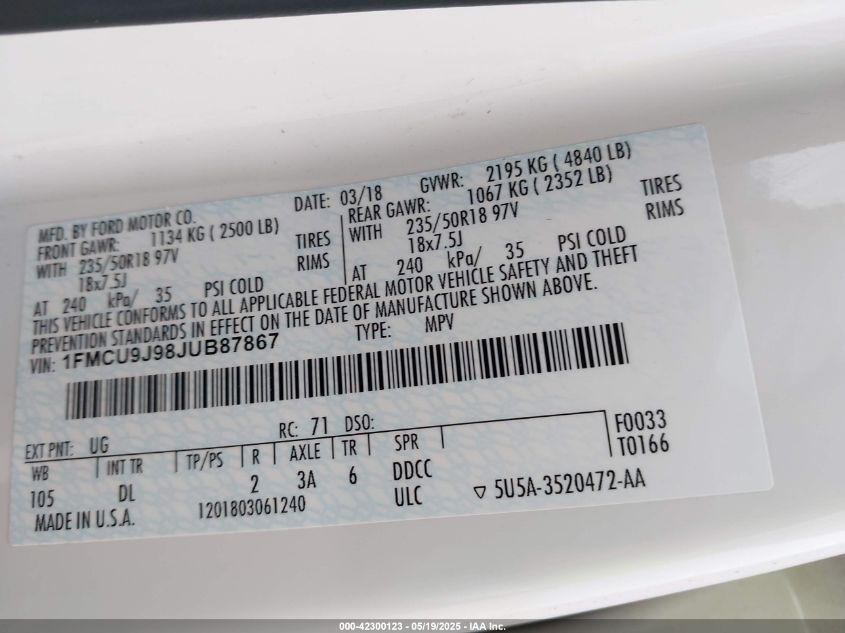 MFD. BY FORD MOTOR CO. DATE: 03/18 GVWR: 2195 KG ( 4840 LB)
FRONT GAWR: 1134 KG ( 2500 LB) REAR GAWR: 1067 KG ( 2352 LB)
WITH 235/50R18 97V TIRES WITH 235/50R18 97V TIRES
18x7.5J RIMS 18x7.5J RIMS
AT 240 kPa/ 35 PSI COLD AT 240 kPa/ 35 PSI COLD
THIS VEHICLE CONFORMS TO ALL APPLICABLE FEDERAL MOTOR VEHICLE SAFETY AND THEFT
PREVENTION STANDARDS IN EFFECT ON THE DATE OF MANUFACTURE SHOWN ABOVE.
VIN: 1FMCU9J98JUB87867 TYPE: MPV
EXT PNT: UG RC: 71 DSO: F0033
WB INT TR TP/PS R AXLE TR SPR T0166
105 DL 2 3A 6 DDCC
MADE IN U.S.A. 1201803061240 ULC ▽ 5U5A-3520472-AA
000-42300123 - 05/19/2025 - IAA Inc.